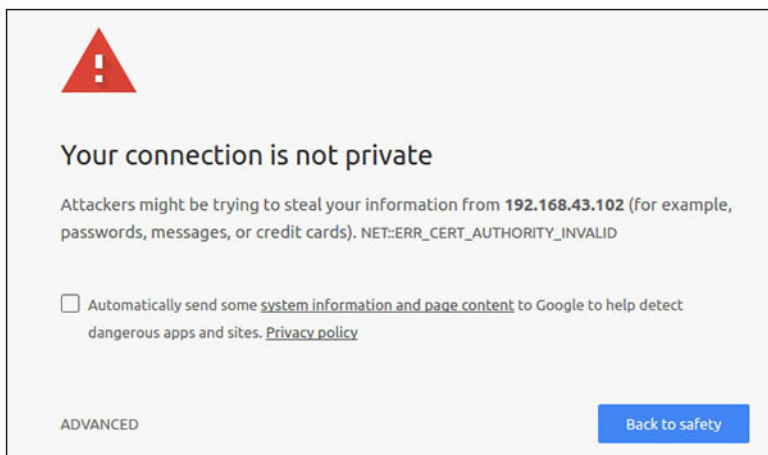 Your connection is not private
Attackers might be trying to steal your information from 192.168.43.102 (for example,
passwords, messages, or credit cards). NET::ERR_CERT_AUTHORITY_INVALID
Automatically send some system information and page content to Google to help detect
dangerous apps and sites. Privacy policy
ADVANCED
Back to safety